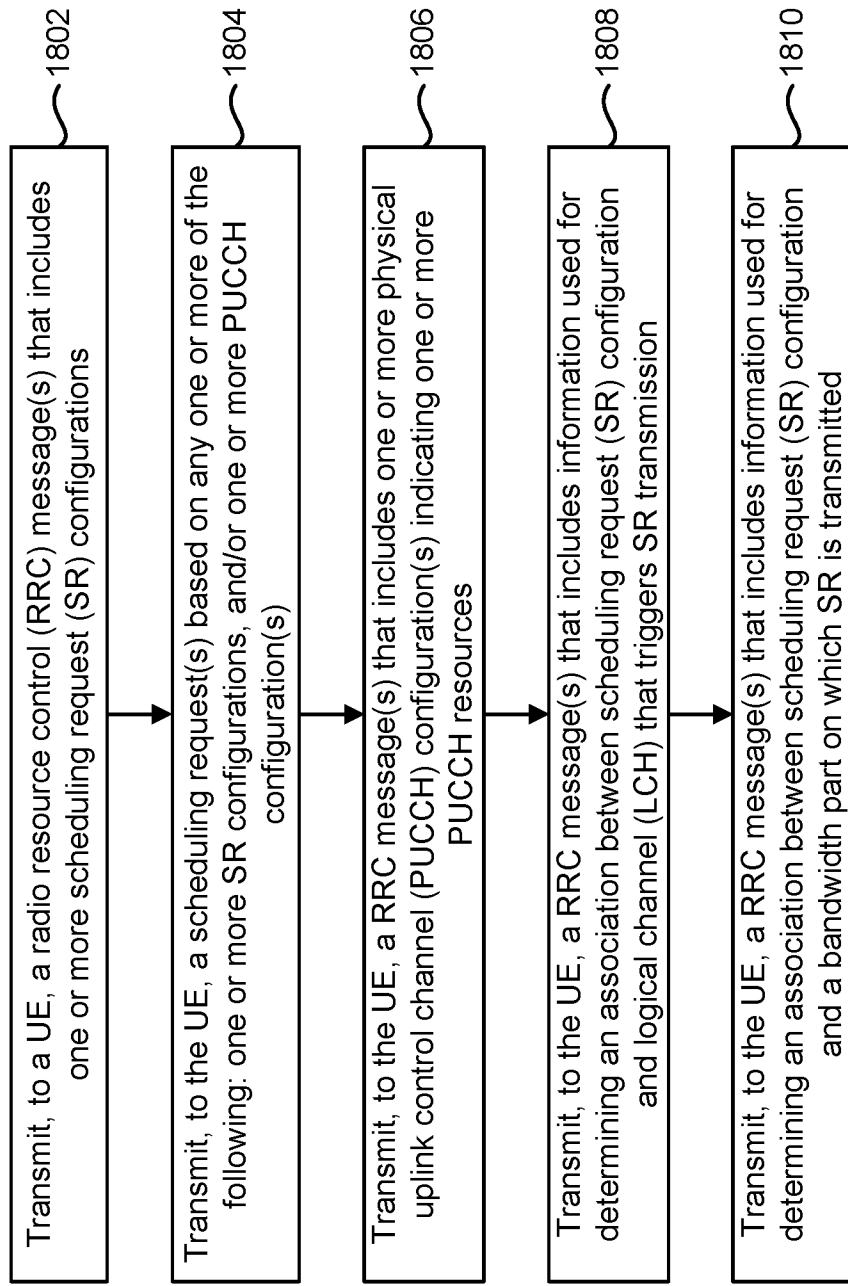 Transmit, to a UE, a radio resource control (RRC) message(s) that includes
one or more scheduling request (SR) configurations
1802
Transmit, to the UE, a scheduling request(s) based on any one or more of the
following: one or more SR configurations, and/or one or more PUCCH
configuration(s)
1804
Transmit, to the UE, a RRC message(s) that includes one or more physical
uplink control channel (PUCCH) configuration(s) indicating one or more
PUCCH resources
1806
Transmit, to the UE, a RRC message(s) that includes information used for
determining an association between scheduling request (SR) configuration
and logical channel (LCH) that triggers SR transmission
1808
Transmit, to the UE, a RRC message(s) that includes information used for
determining an association between scheduling request (SR) configuration
and a bandwidth part on which SR is transmitted
1810